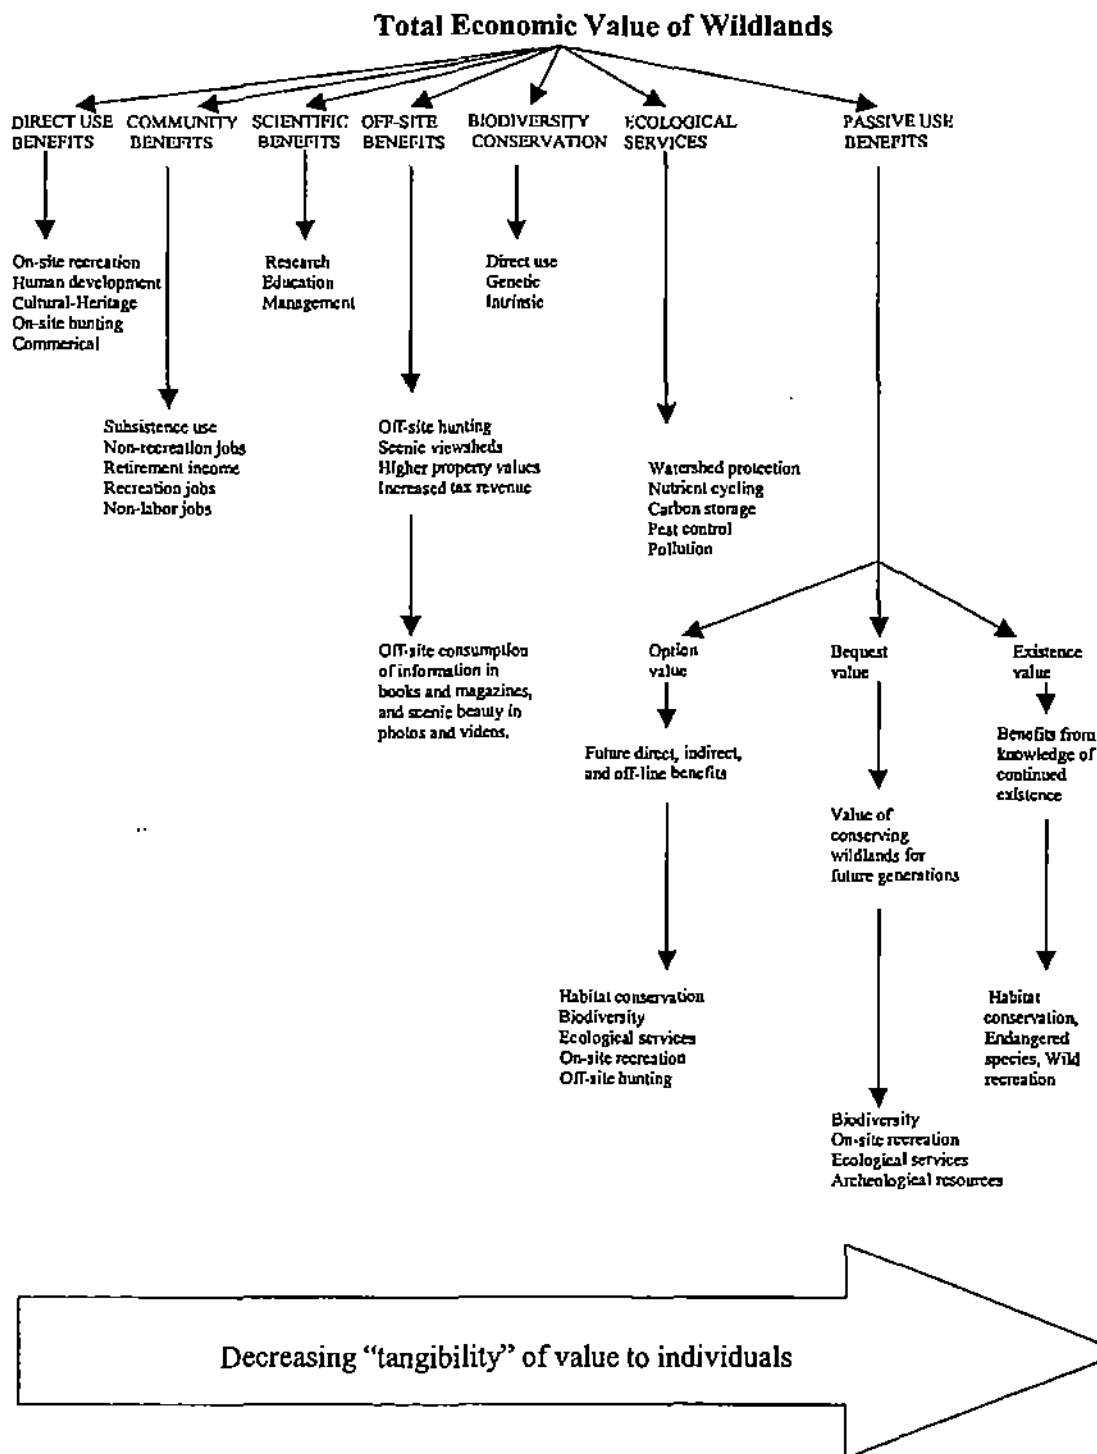 Total Economic Value of Wildlands
DIRECT USE
BENEFITS
COMMUNITY
BENEFITS
SCIENTIFIC
BENEFITS
OFF-SITE
BENEFITS
BIODIVERSITY
CONSERVATION
ECOLOGICAL
SERVICES
PASSIVE USE
BENEFITS
On-site recreation
Human development
Cultural-Heritage
On-site hunting
Commerical
Research
Education
Management
Direct use
Genetic
Intrinsic
Subsistence use
Non-recreation jobs
Retirement income
Recreation jobs
Non-labor jobs
Off-site hunting
Scenic viewsheds
Higher property values
Increased tax revenue
Watershed protection
Nutrient cycling
Carbon storage
Pest control
Pollution
Off-site consumption
of information in
books and magazines,
and scenic beauty in
photos and videos.
Option
value
Bequest
value
Existence
value
Future direct, indirect,
and off-line benefits
Benefits from
knowledge of
continued
existence
Value of
conserving
wildlands for
future generations
Habitat conservation
Biodiversity
Ecological services
On-site recreation
Off-site hunting
Habitat
conservation,
Endangered
species, Wild
recreation
Biodiversity
On-site recreation
Ecological services
Archeological resources
Decreasing “tangibility” of value to individuals